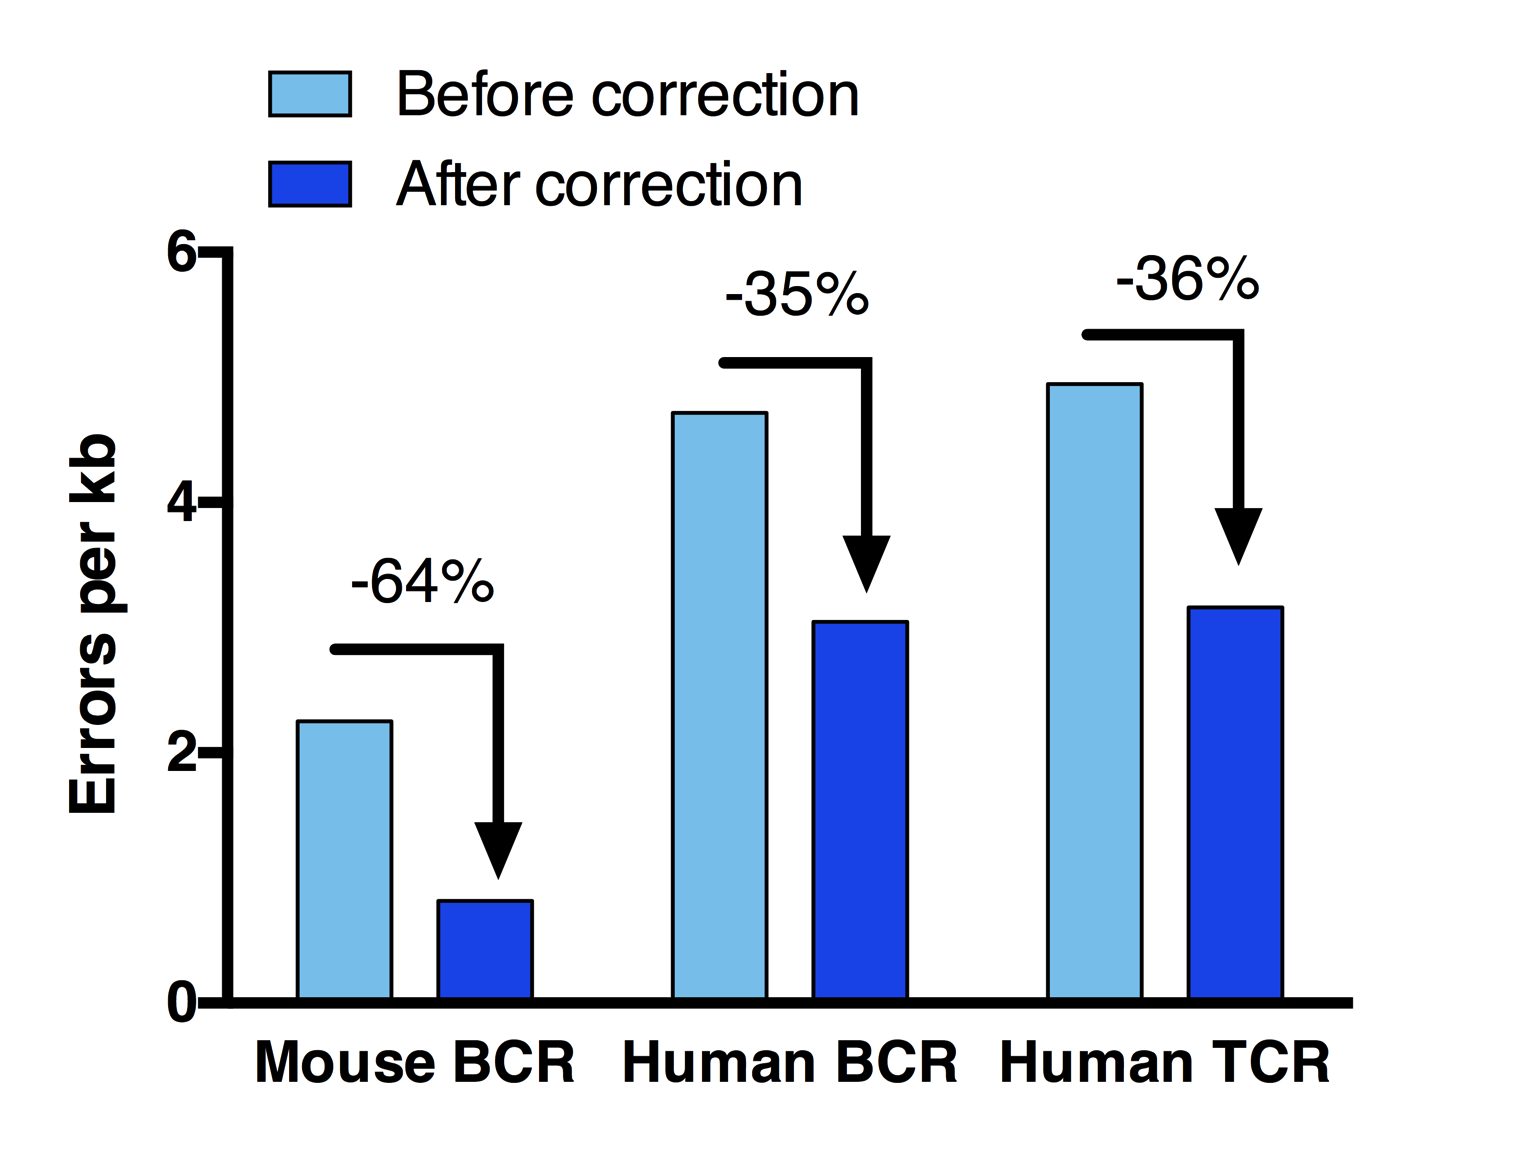 Before correction
After correction
6
4
2
0
Errors per kb
-64%
-35%
-36%
Mouse BCR
Human BCR
Human TCR